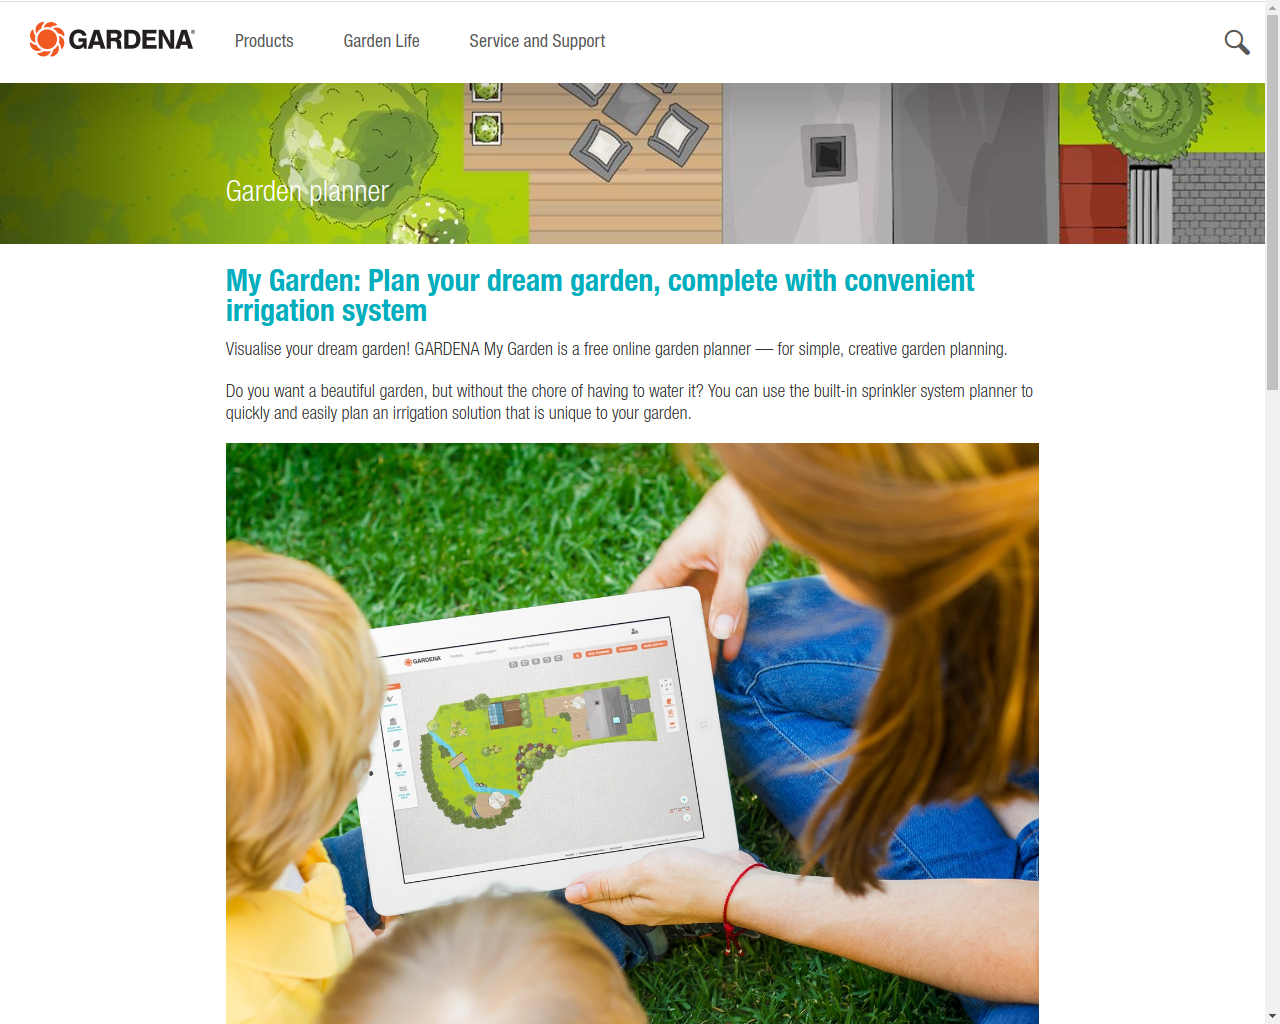 GARDENA
Products
Garden Life
Service and Support
Garden planner
My Garden: Plan your dream garden, complete with convenient
irrigation system
Visualise your dream garden! GARDENA My Garden is a free online garden planner — for simple, creative garden planning.
Do you want a beautiful garden, but without the chore of having to water it? You can use the built-in sprinkler system planner to
quickly and easily plan an irrigation solution that is unique to your garden.
GARDENA